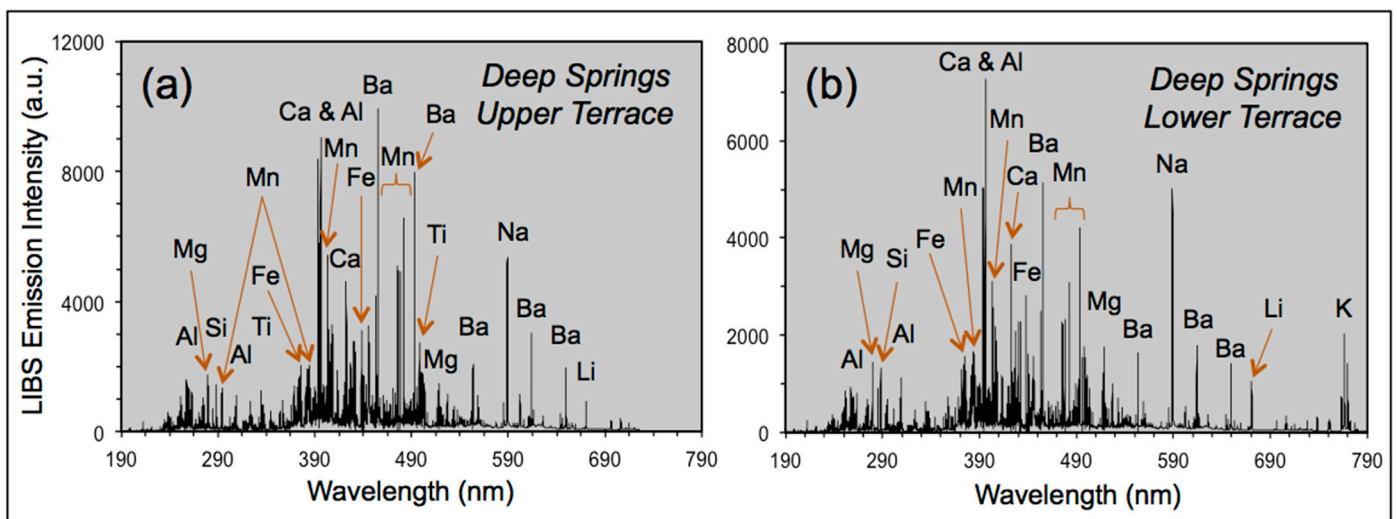 LIBS Emission Intensity (a.u.)
12000
8000
4000
0
190 290 390 490 590 690 790
Wavelength (nm)
(a)
Deep Springs
Upper Terrace
Ca & Al
Ba
Ba
Mn
Mn
Mn
Fe
Mg
Ca
Ti
Na
Fe
Al
Si
Al
Ti
Mg
Ba
Ba
Ba
Li
8000
6000
4000
2000
0
190 290 390 490 590 690 790
Wavelength (nm)
(b)
Deep Springs
Lower Terrace
Ca & Al
Mn
Ba
Mn
Mn
Ca
Na
Mg
Si
Fe
Fe
Al
Al
Mg
Ba
Ba
Ba
Li
K